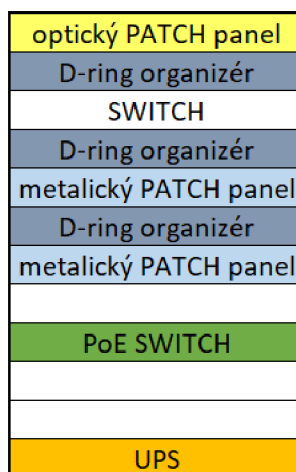 optický PATCH panel
D-ring organizér
SWITCH
D-ring organizér
metalický PATCH panel
D-ring organizér
metalický PATCH panel
PoE SWITCH
UPS